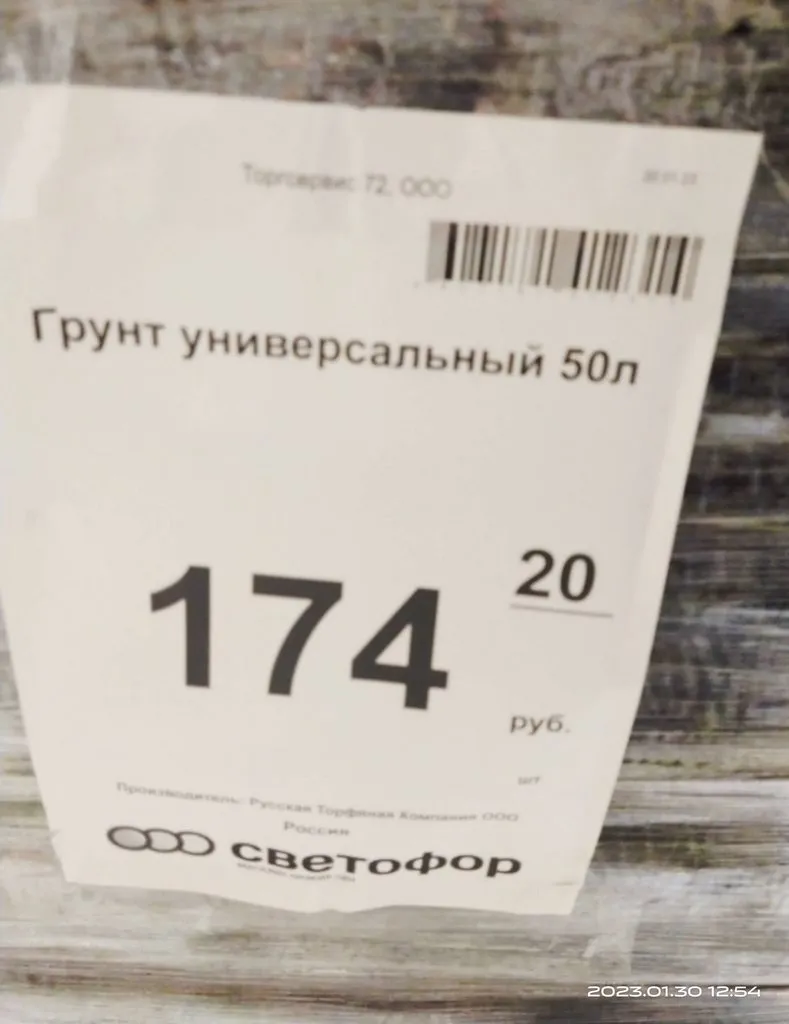 Торгсервис 72, ООО
Грунт универсальный 50л
174 20
руб.
шт
Производитель: Русская Торфяная Компания ООО
Россия
светофор
2023.01.30 12:54